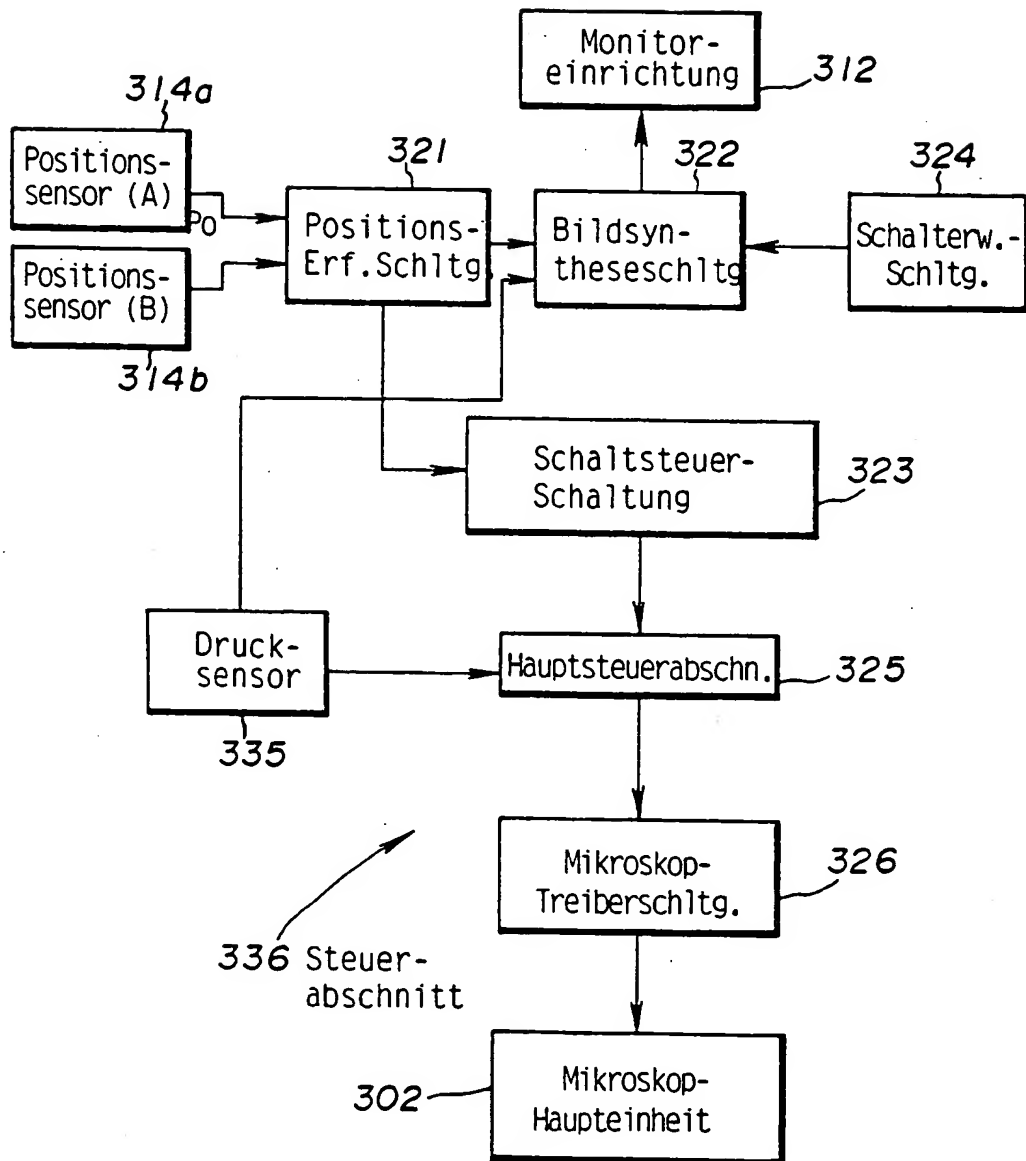 Monitor-
einrichtung
312
314a
Positions-
sensor (A)
PO
321
322
324
Positions-
Erf.Schltg.
Bildsyn-
theseschltg
Schalterw.-
Schltg.
Positions-
sensor (B)
314b
Schaltsteuer-
Schaltung
323
Druck-
sensor
335
Hauptsteuerabschn.
325
Mikroskop-
Treiberschltg.
326
336 Steuer-
abschnitt
302
Mikroskop-
Haupteinheit